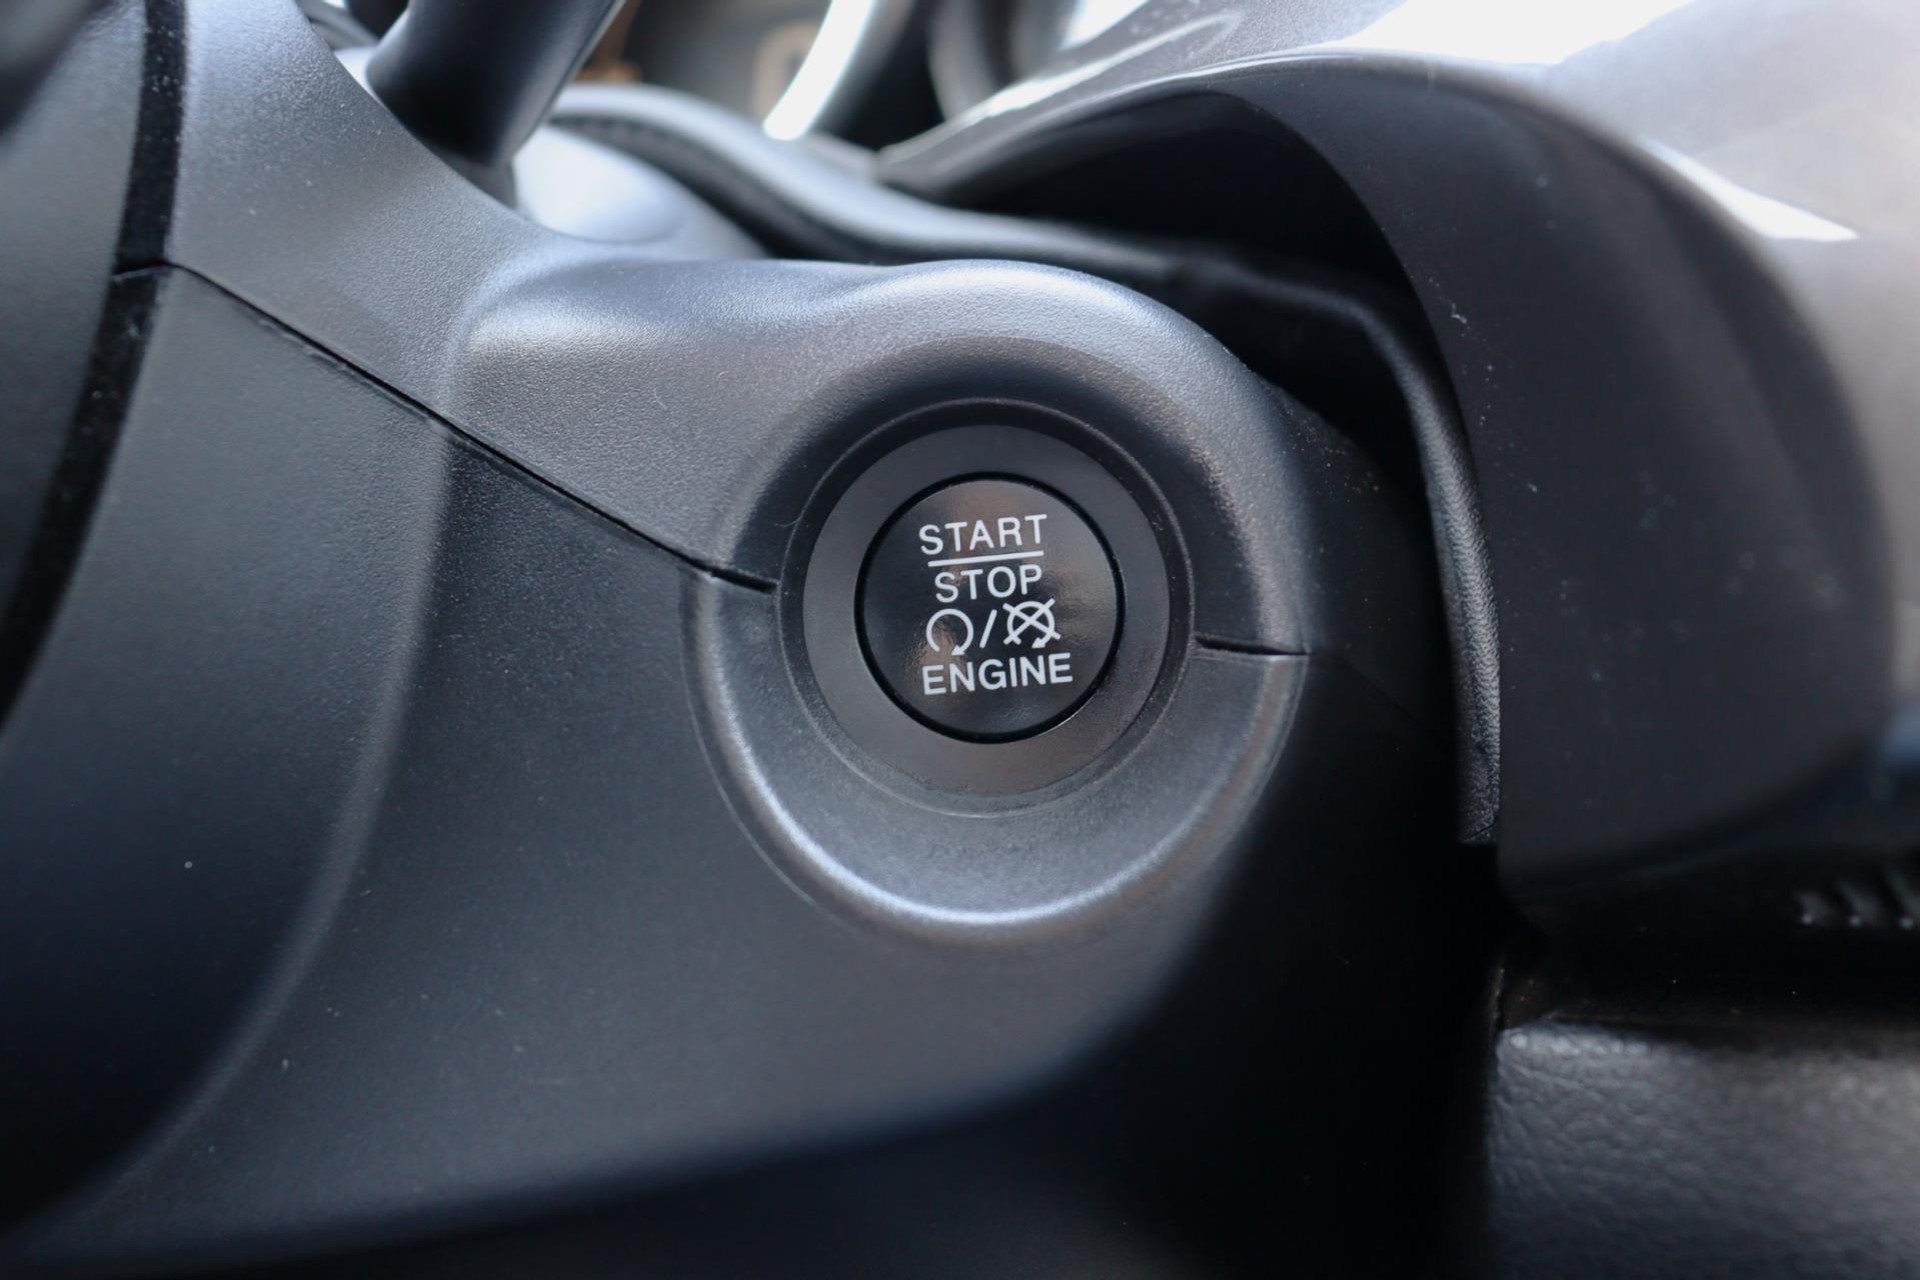 START
STOP
/
ENGINE